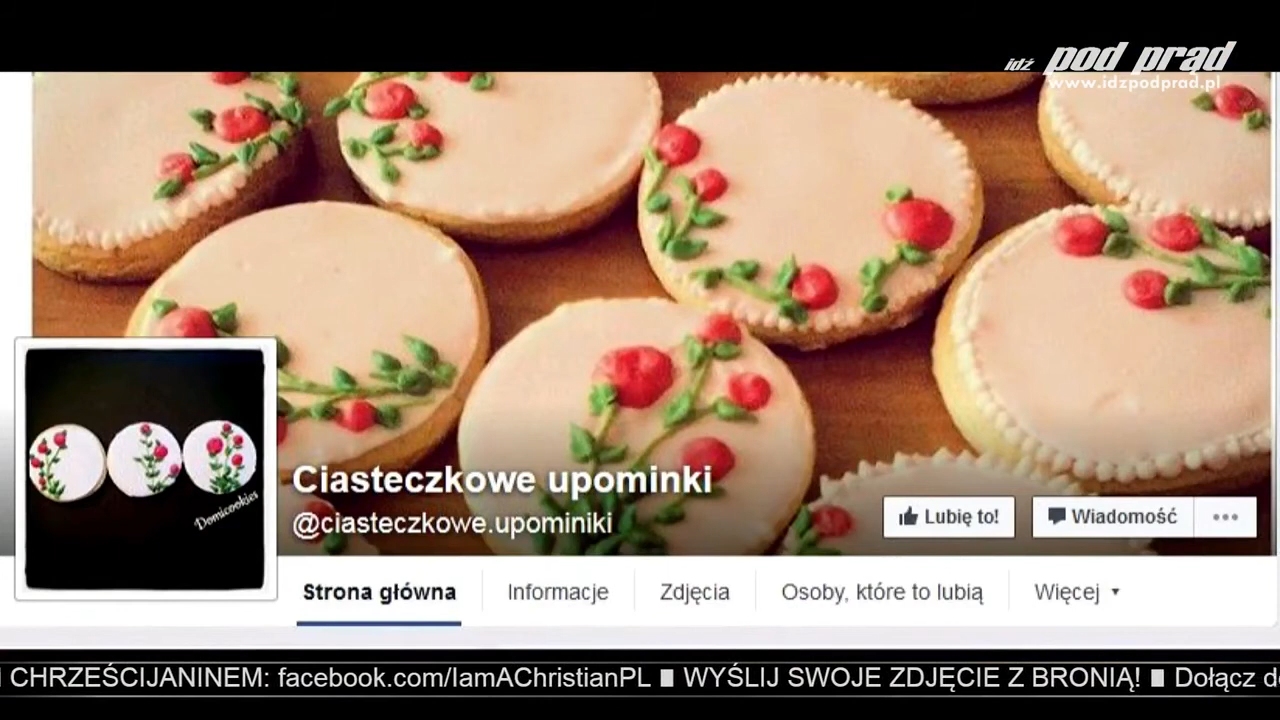 idź pod prąd
www.idzpodprad.pl
Domicookies
Ciasteczkowe upominki
@ciasteczkowe.upominiki
Lubię to!
Wiadomość
Strona główna
Informacje
Zdjęcia
Osoby, które to lubią
Więcej
CHRZEŚCIJANINEM: facebook.com/IamAChristianPL ∎ WYŚLIJ SWOJE ZDJĘCIE Z BRONIĄ! ∎ Dołącz